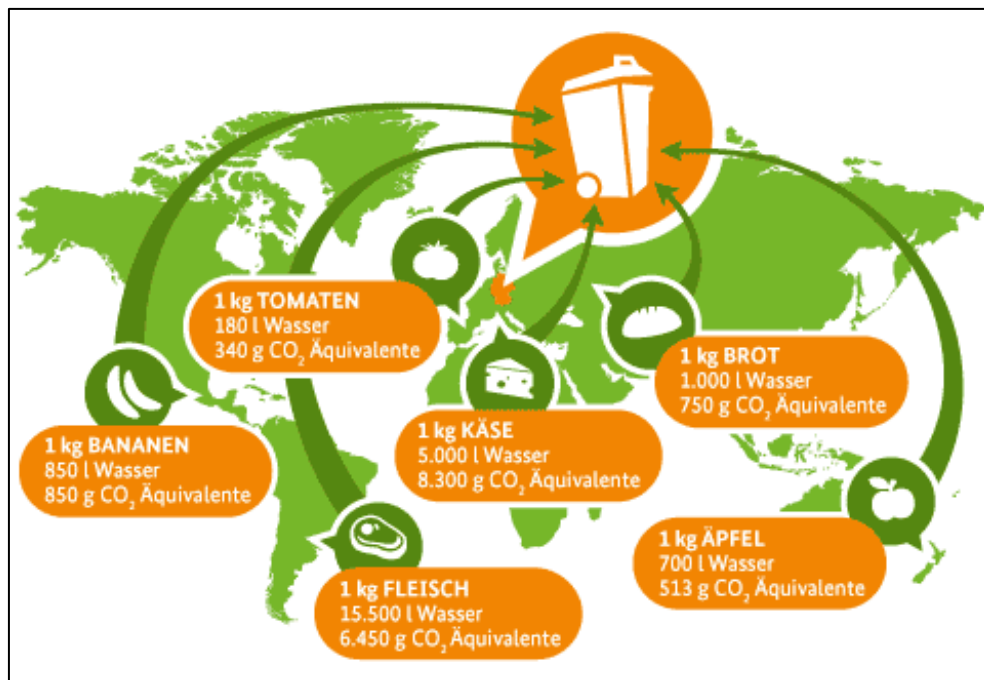 1 kg TOMATEN
180 l Wasser
340 g CO₂ Äquivalente
1 kg BROT
1.000 l Wasser
750 g CO₂ Äquivalente
1 kg BANANEN
850 l Wasser
850 g CO₂ Äquivalente
1 kg KÄSE
5.000 l Wasser
8.300 g CO₂ Äquivalente
1 kg ÄPFEL
700 l Wasser
513 g CO₂ Äquivalente
1 kg FLEISCH
15.500 l Wasser
6.450 g CO₂ Äquivalente